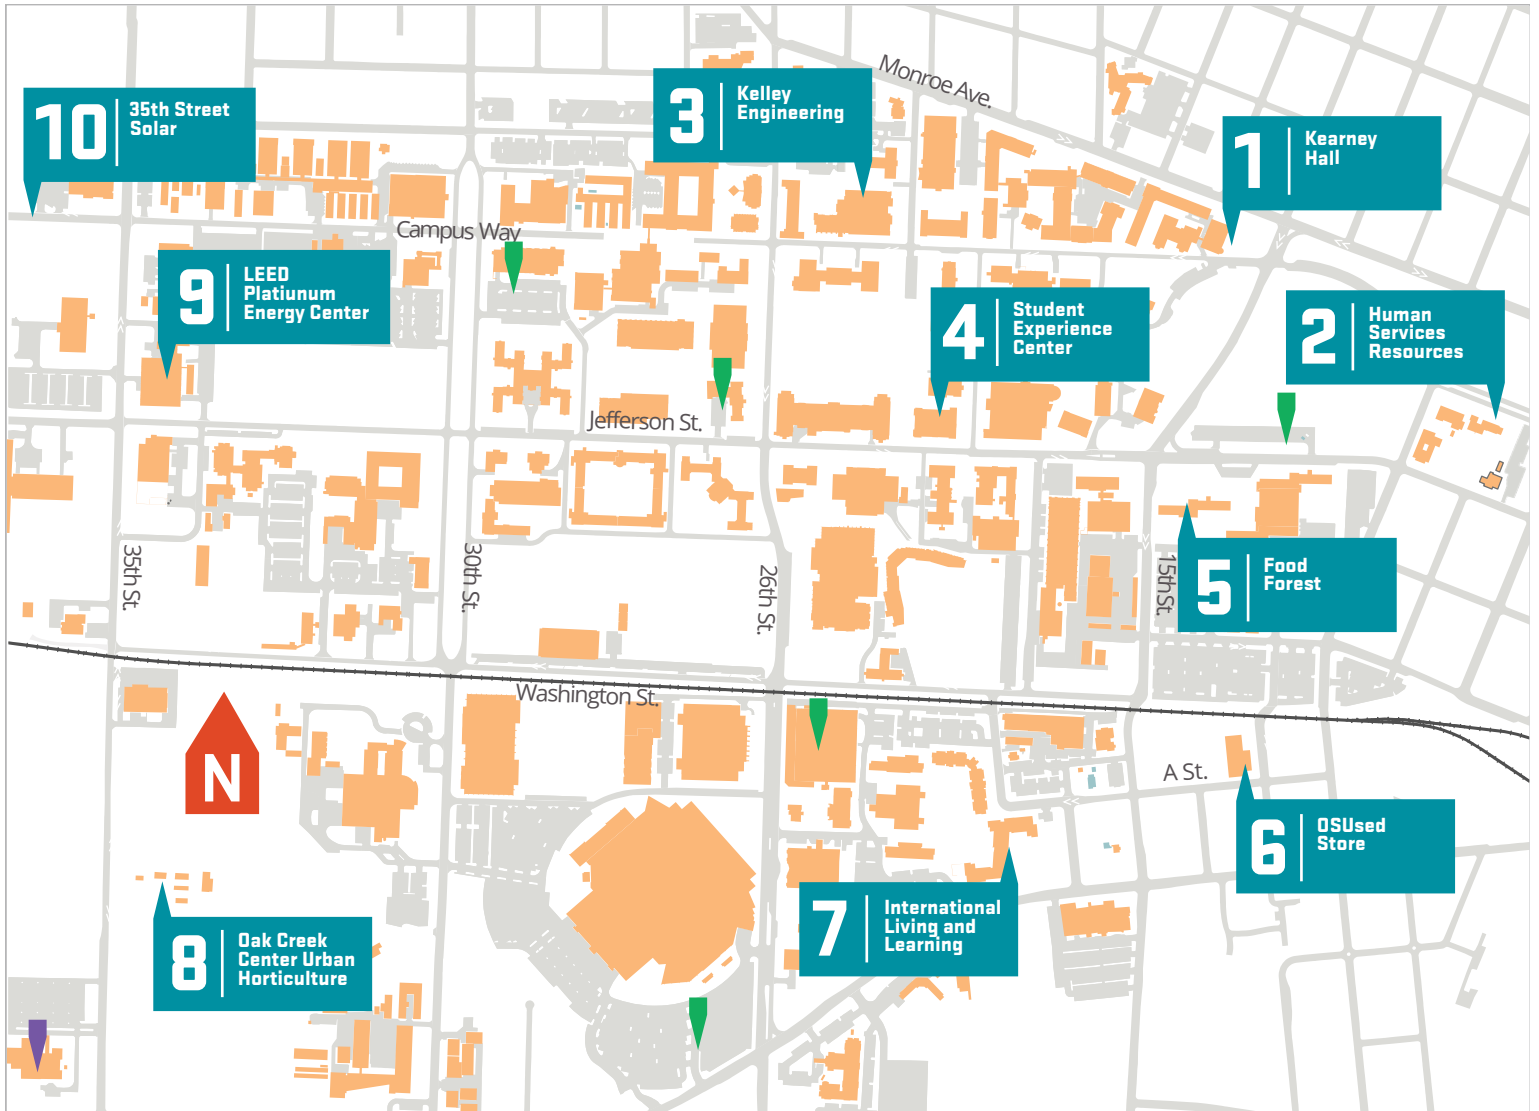 Monroe Ave.
10
35th Street
Solar
3
Kelley
Engineering
1
Kearney
Hall
Campus Way
9
LEED
Platiunum
Energy Center
4
Student
Experience
Center
2
Human
Services
Resources
Jefferson St.
35th St.
30th St.
26th St.
15thSt.
5
Food
Forest
Washington St.
N
A St.
6
OSUsed
Store
7
International
Living and
Learning
8
Oak Creek
Center Urban
Horticulture